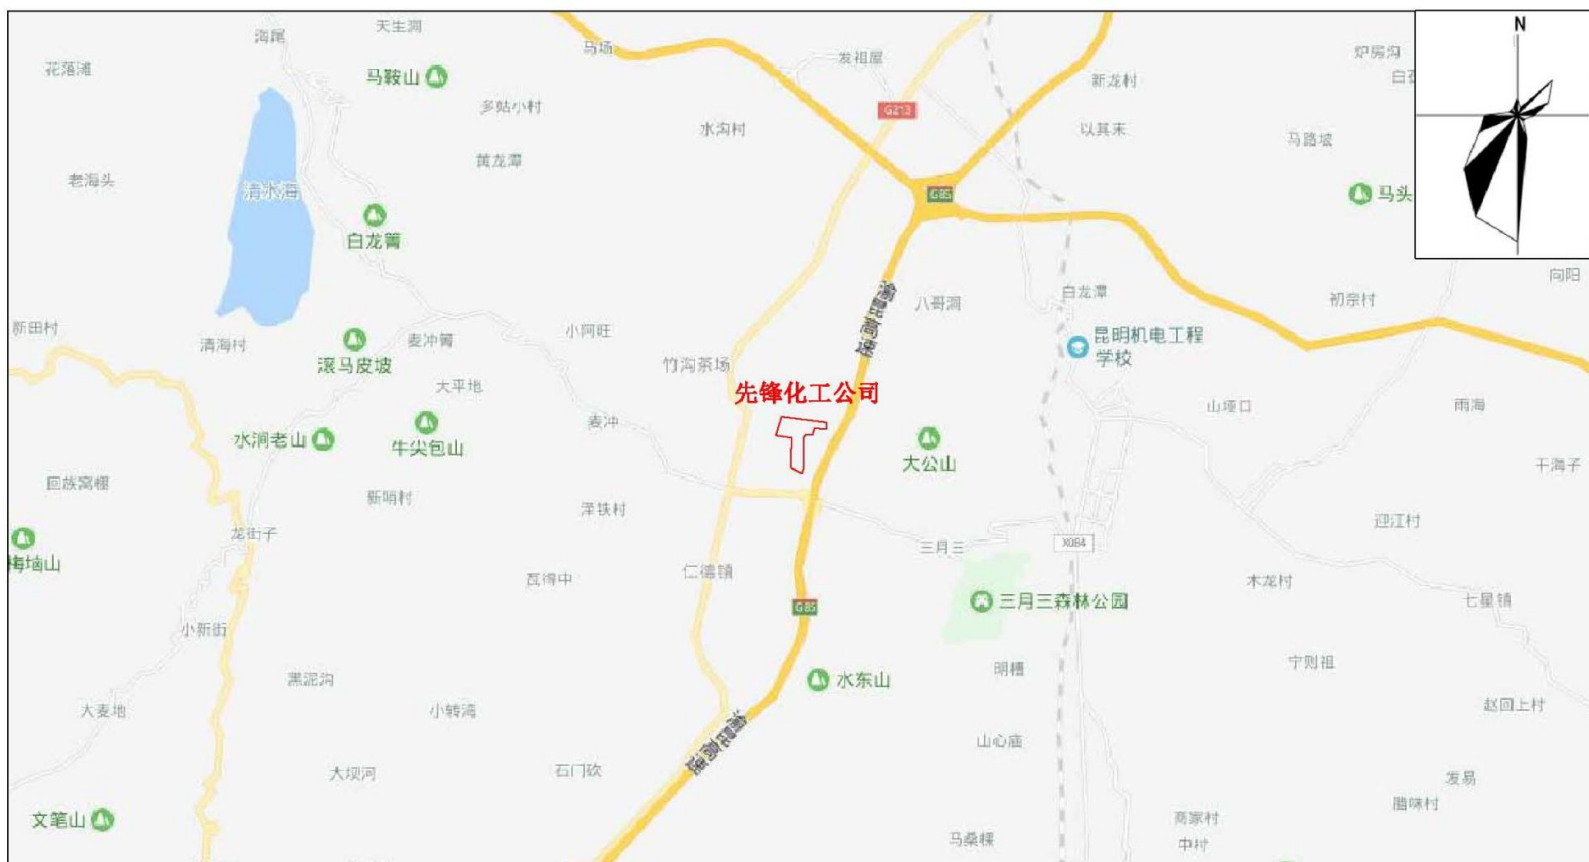 天生洞
海尾
马场
N
花落滩
马鞍山
发祖屋
炉房沟
新龙村
多姑小村
G213
水沟村
以其末
马路坡
黄龙潭
老海头
清水海
G85
马头
白龙箐
向阳
八哥洞
白龙潭
初奈村
新田村
清海村
麦冲箐
小阿旺
渝昆高速
昆明机电工程
学校
滚马皮坡
竹沟茶场
大平地
先锋化工公司
山垭口
雨海
水涧老山
牛尖包山
麦冲
大公山
干海子
回族窝棚
新哨村
泽铁村
迎江村
龙街子
三月三
X084
梅垴山
瓦得中
仁德镇
木龙村
G85
三月三森林公园
七星镇
小新街
明槽
宁则祖
黑泥沟
水东山
大麦地
小转湾
赵回上村
渝昆高速
山心庙
大坝河
石门砍
发易
腊味村
文笔山
商家村
马桑棵
中村